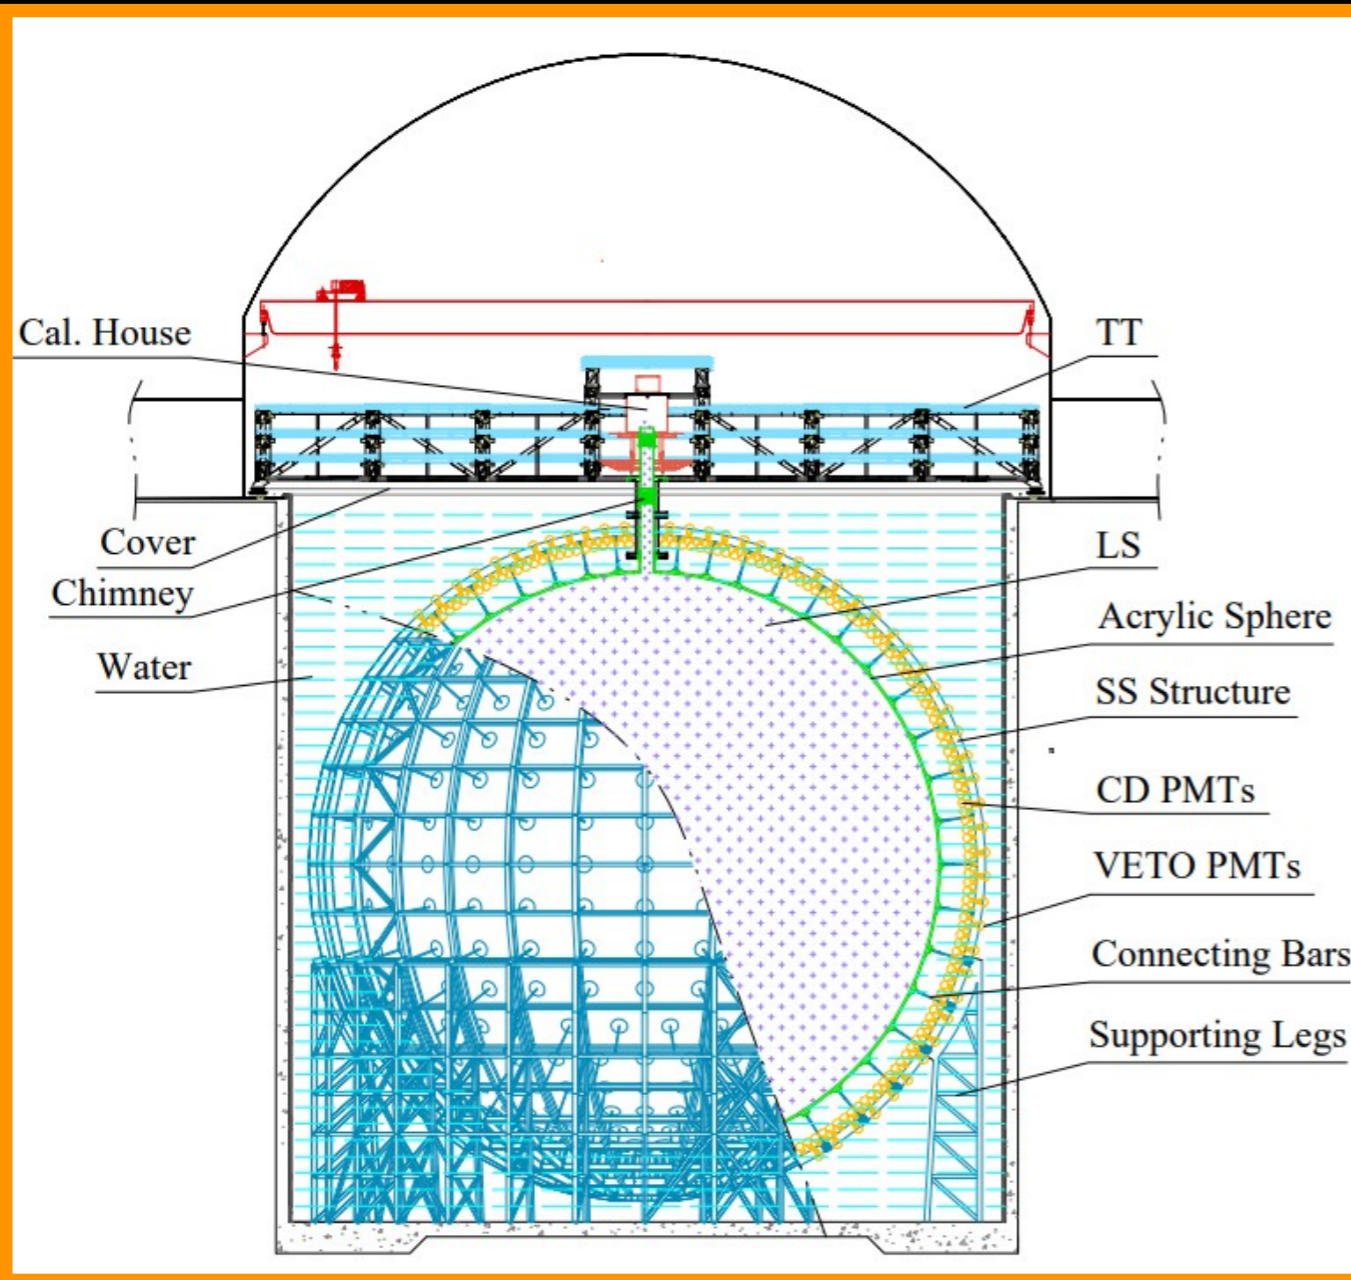 Cal. House
Cover
Chimney
Water
TT
LS
Acrylic Sphere
SS Structure
CD PMTs
VETO PMTs
Connecting Bars
Supporting Legs